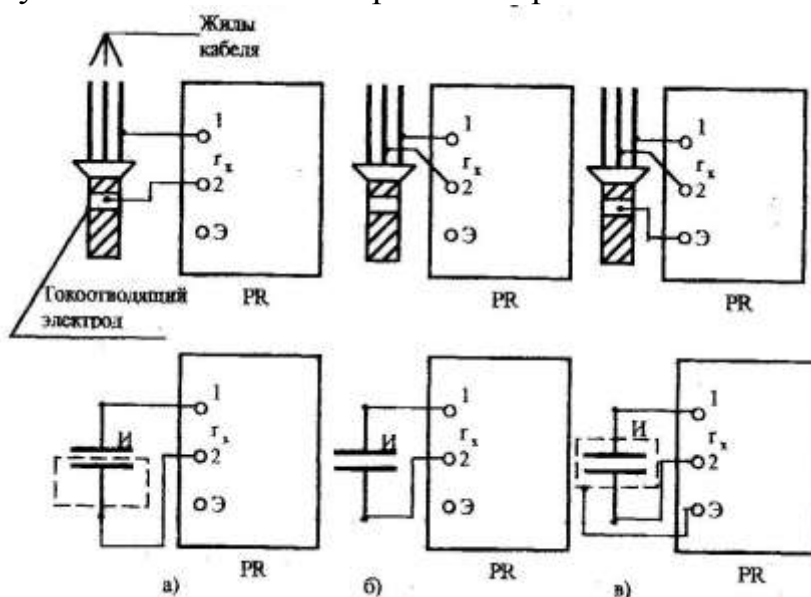 Жилы
кабеля
1
r x
2
Э
PR
1
r x
2
Э
PR
1
r x
2
Э
PR
Токоотводящий
электрод
1
И
r x
2
Э
PR
а)
1
И
r x
2
Э
PR
б)
1
И
r x
2
Э
PR
в)